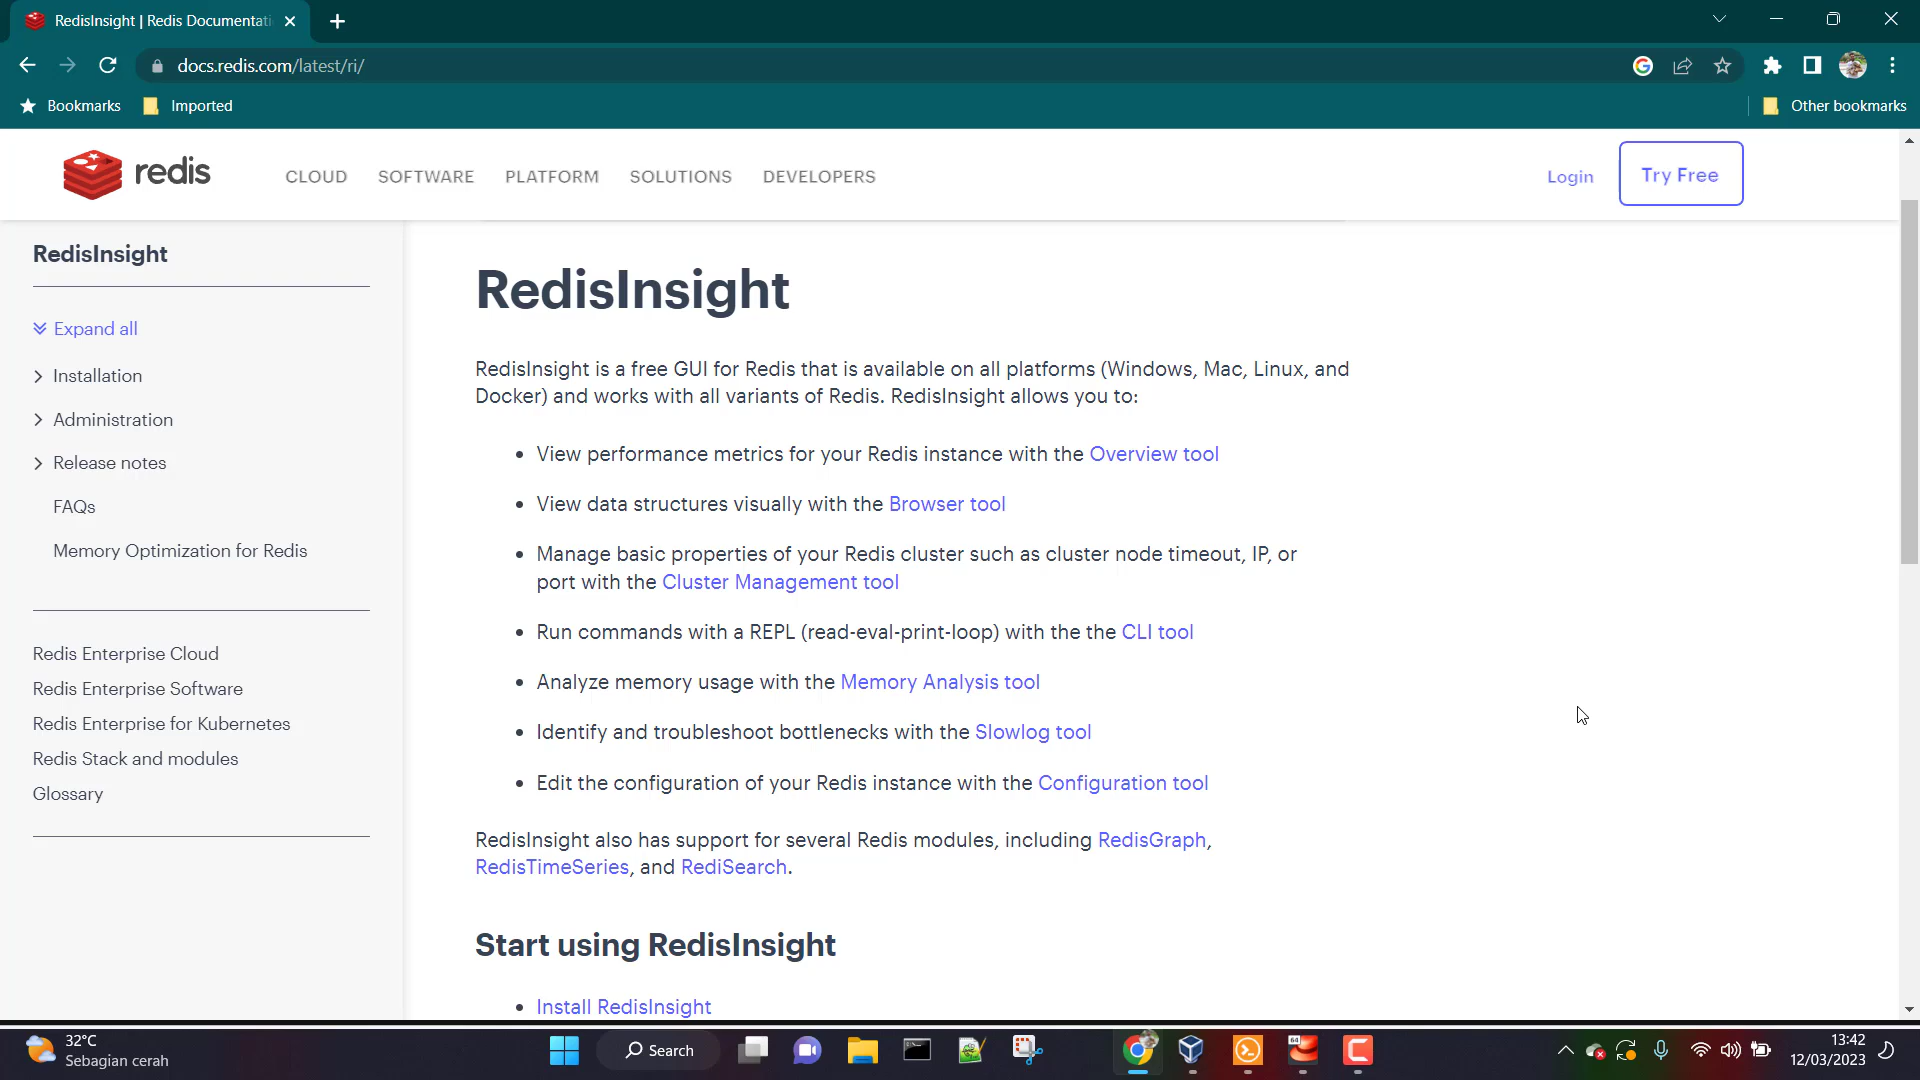 RedisInsight | Redis Documentati
docs.redis.com/latest/ri/
Bookmarks
Imported
Other bookmarks
redis
CLOUD
SOFTWARE
PLATFORM
SOLUTIONS
DEVELOPERS
Login
Try Free
RedisInsight
Expand all
Installation
Administration
Release notes
FAQs
Memory Optimization for Redis
Redis Enterprise Cloud
Redis Enterprise Software
Redis Enterprise for Kubernetes
Redis Stack and modules
Glossary
RedisInsight
RedisInsight is a free GUI for Redis that is available on all platforms (Windows, Mac, Linux, and
Docker) and works with all variants of Redis. RedisInsight allows you to:
• View performance metrics for your Redis instance with the Overview tool
• View data structures visually with the Browser tool
• Manage basic properties of your Redis cluster such as cluster node timeout, IP, or
port with the Cluster Management tool
• Run commands with a REPL (read-eval-print-loop) with the the CLI tool
• Analyze memory usage with the Memory Analysis tool
• Identify and troubleshoot bottlenecks with the Slowlog tool
• Edit the configuration of your Redis instance with the Configuration tool
RedisInsight also has support for several Redis modules, including RedisGraph,
RedisTimeSeries, and RediSearch.
Start using RedisInsight
• Install RedisInsight
32°C
Sebagian cerah
Search
64
13:42
12/03/2023